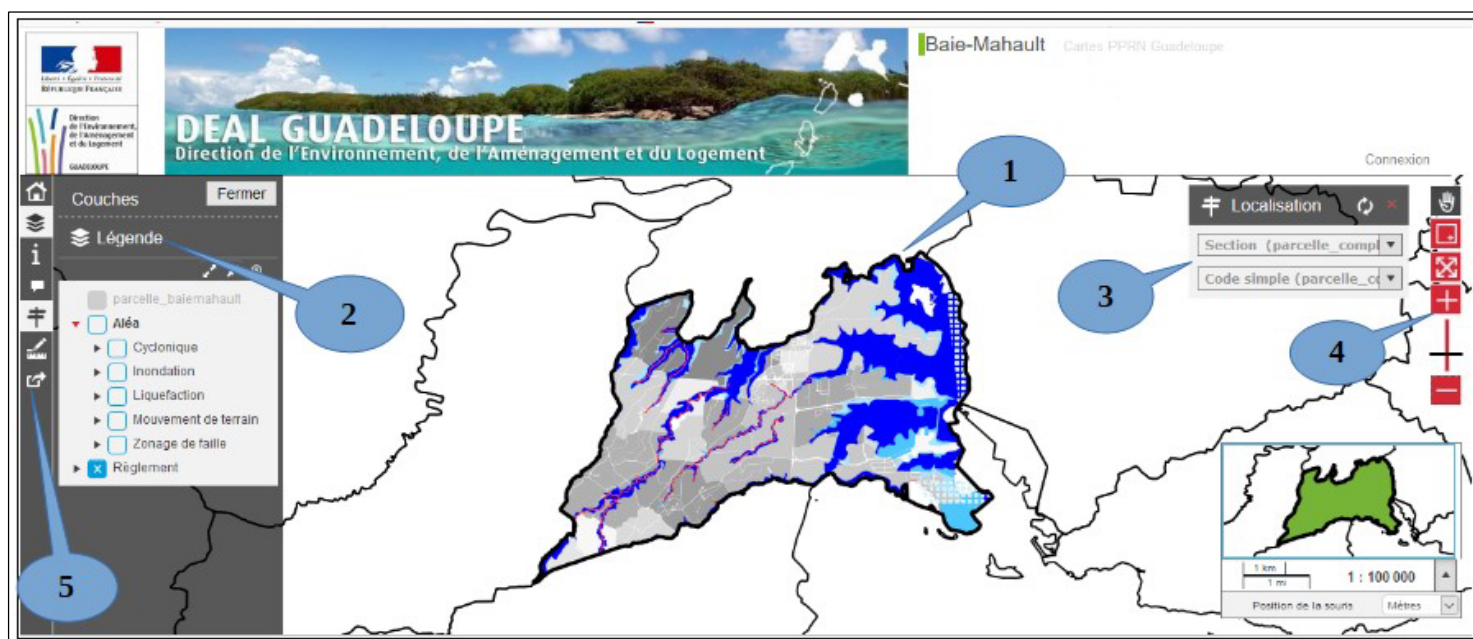 Liberté • Égalité • Fraternité
RÉPUBLIQUE FRANÇAISE
Direction
de l'Environnement,
de l'Aménagement
et du Logement
GUADELOUPE
DEAL GUADELOUPE
Direction de l'Environnement, de l'Aménagement et du Logement
Baie-Mahault Cartes PPRN Guadeloupe
Connexion
1
Couches
Fermer
Légende
2
parcelle_baiemahault
Aléa
Cyclonique
Inondation
Liquefaction
Mouvement de terrain
Zonage de faille
Règlement
5
Localisation
Section (parcelle_compl
Code simple (parcelle_co
3
4
1 km
1 mi
1 : 100 000
Position de la souris
Mètres